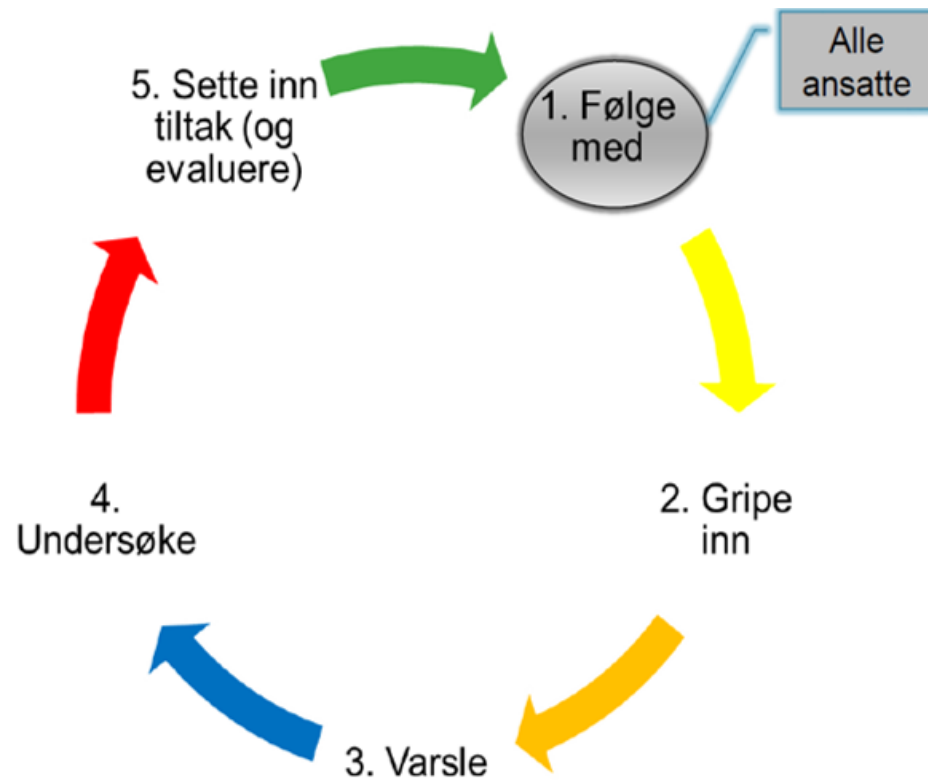 Alle
ansatte
1. Følge
med
2. Gripe
inn
3. Varsle
4.
Undersøke
5. Sette inn
tiltak (og
evaluere)